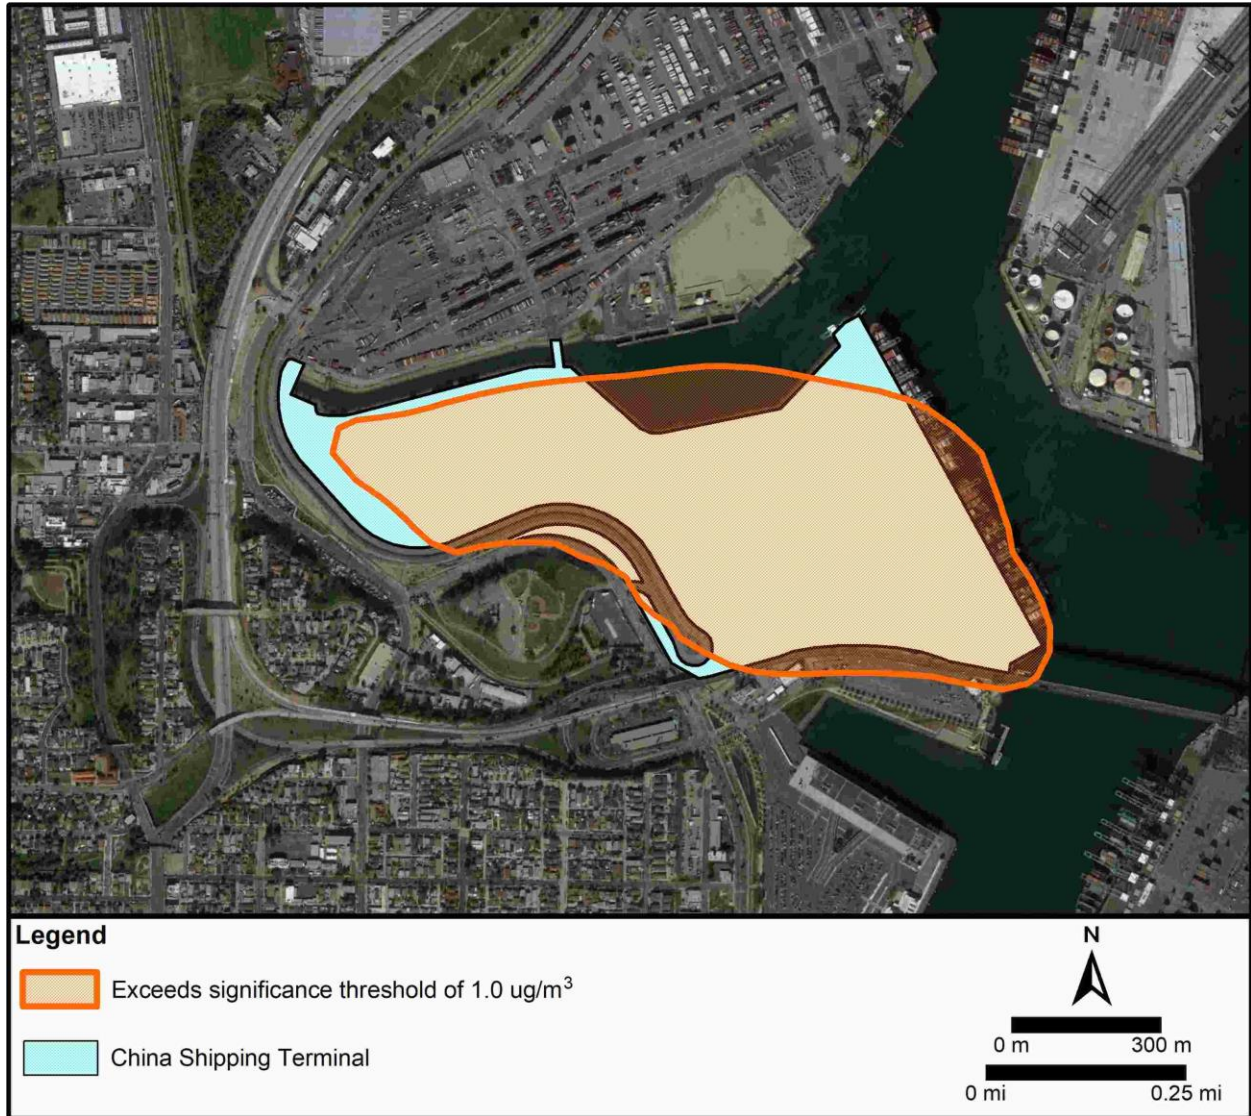 Legend
Exceeds significance threshold of 1.0 ug/m³
China Shipping Terminal
N
0 m 300 m
0 mi 0.25 mi